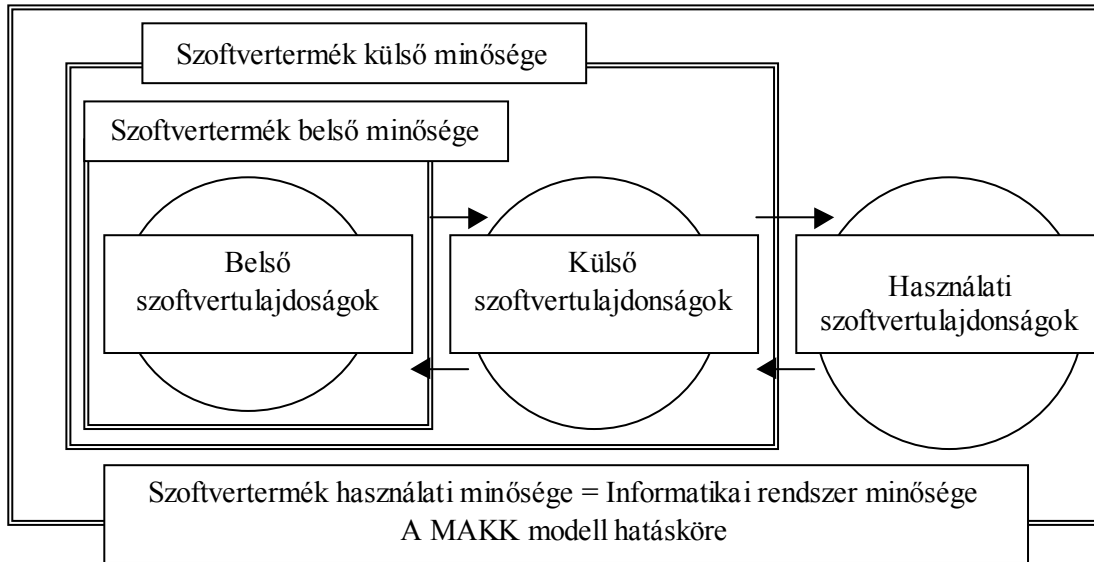 Szoftvertermék külső minősége
Szoftvertermék belső minősége
Belső
szoftvertulajdoságok
Külső
szoftvertulajdonságok
Használati
szoftvertulajdonságok
Szoftvertermék használati minősége = Informatikai rendszer minősége
A MAKK modell hatásköre